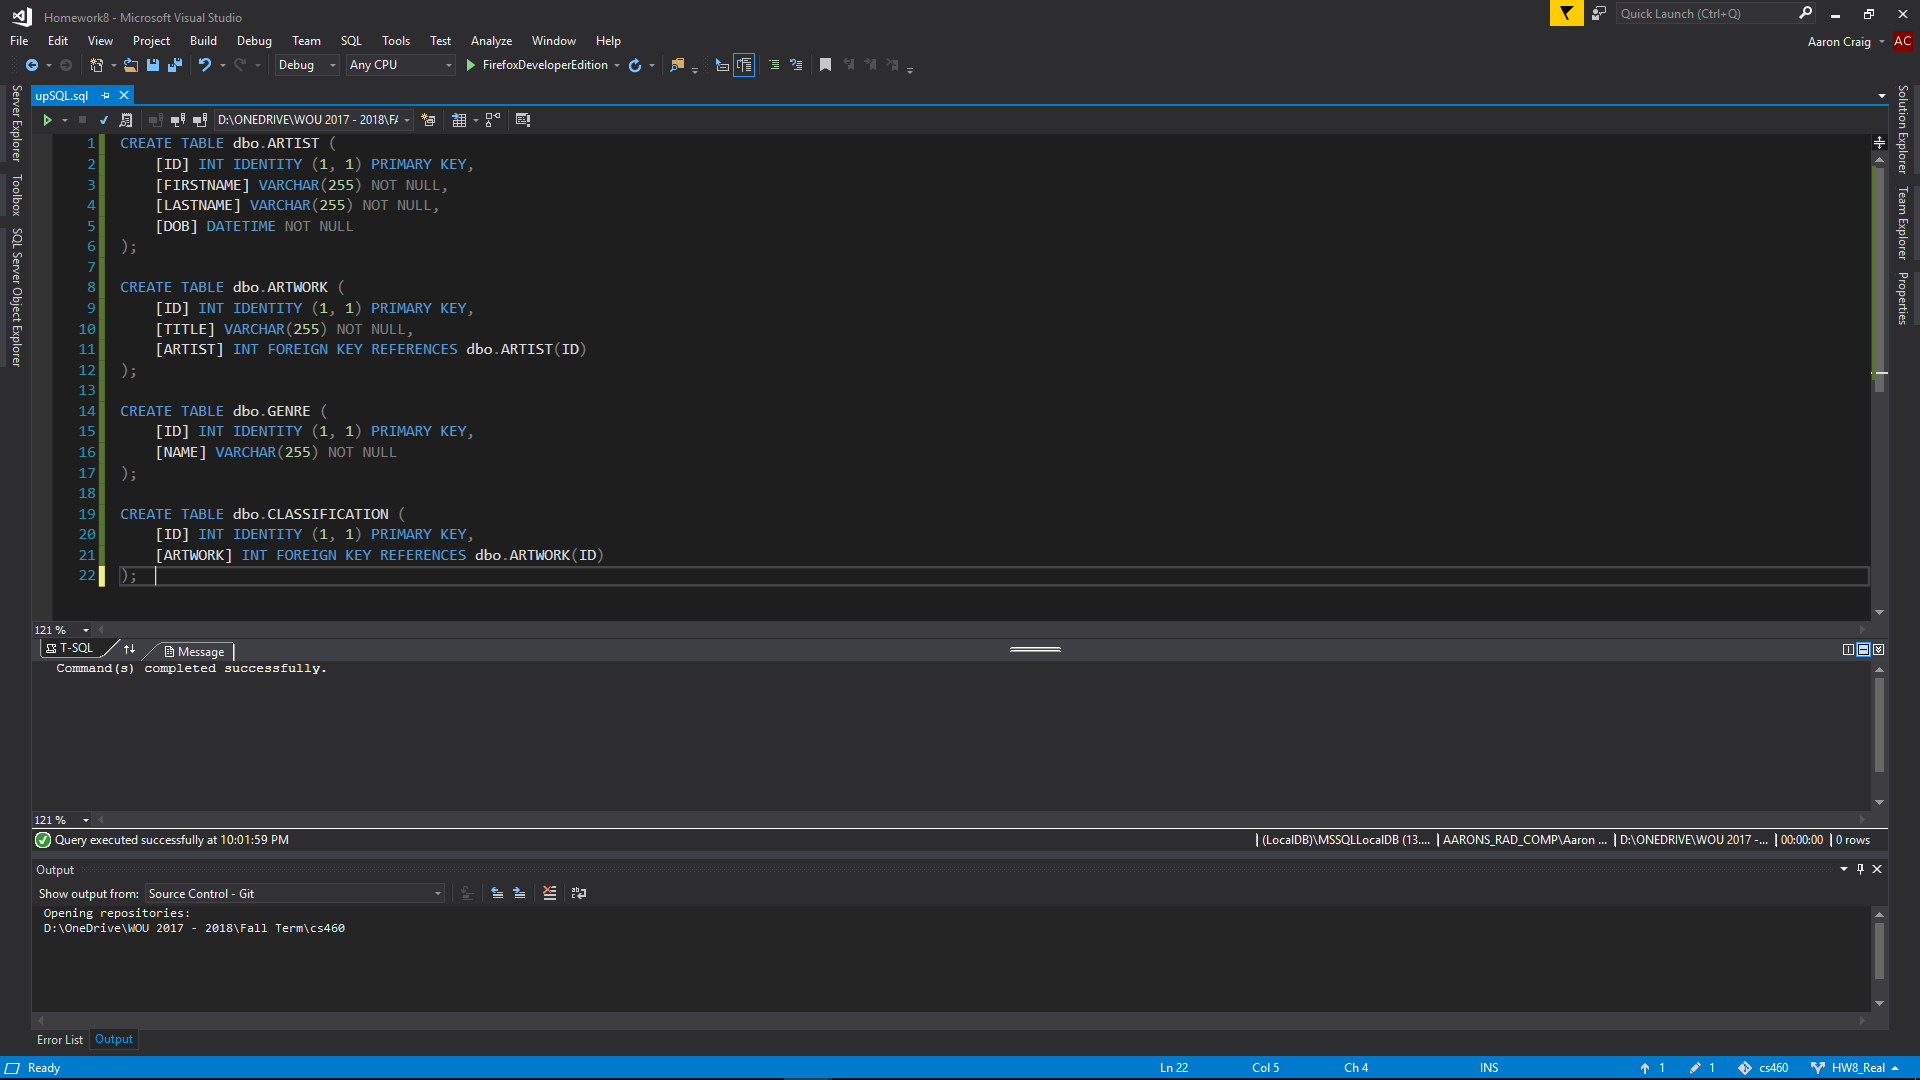 Homework8 - Microsoft Visual Studio
Quick Launch (Ctrl+Q)
File Edit View Project Build Debug Team SQL Tools Test Analyze Window Help
Aaron Craig AC
Debug Any CPU FirefoxDeveloperEdition
upSQL.sql
D:\ONEDRIVE\WOU 2017 - 2018\FA
Server Explorer
Toolbox
SQL Server Object Explorer
Solution Explorer
Team Explorer
Properties
1 CREATE TABLE dbo.ARTIST (
2 [ID] INT IDENTITY (1, 1) PRIMARY KEY,
3 [FIRSTNAME] VARCHAR(255) NOT NULL,
4 [LASTNAME] VARCHAR(255) NOT NULL,
5 [DOB] DATETIME NOT NULL
6 );
7
8 CREATE TABLE dbo.ARTWORK (
9 [ID] INT IDENTITY (1, 1) PRIMARY KEY,
10 [TITLE] VARCHAR(255) NOT NULL,
11 [ARTIST] INT FOREIGN KEY REFERENCES dbo.ARTIST(ID)
12 );
13
14 CREATE TABLE dbo.GENRE (
15 [ID] INT IDENTITY (1, 1) PRIMARY KEY,
16 [NAME] VARCHAR(255) NOT NULL
17 );
18
19 CREATE TABLE dbo.CLASSIFICATION (
20 [ID] INT IDENTITY (1, 1) PRIMARY KEY,
21 [ARTWORK] INT FOREIGN KEY REFERENCES dbo.ARTWORK(ID)
22 );
121 %
T-SQL Message
Command(s) completed successfully.
121 %
Query executed successfully at 10:01:59 PM (LocalDB)\MSSQLLocalDB (13.... AARONS_RAD_COMP\Aaron ... D:\ONEDRIVE\WOU 2017 -... 00:00:00 0 rows
Output
Show output from: Source Control - Git
Opening repositories:
D:\OneDrive\WOU 2017 - 2018\Fall Term\cs460
Error List Output
Ready Ln 22 Col 5 Ch 4 INS 1 1 cs460 HW8_Real